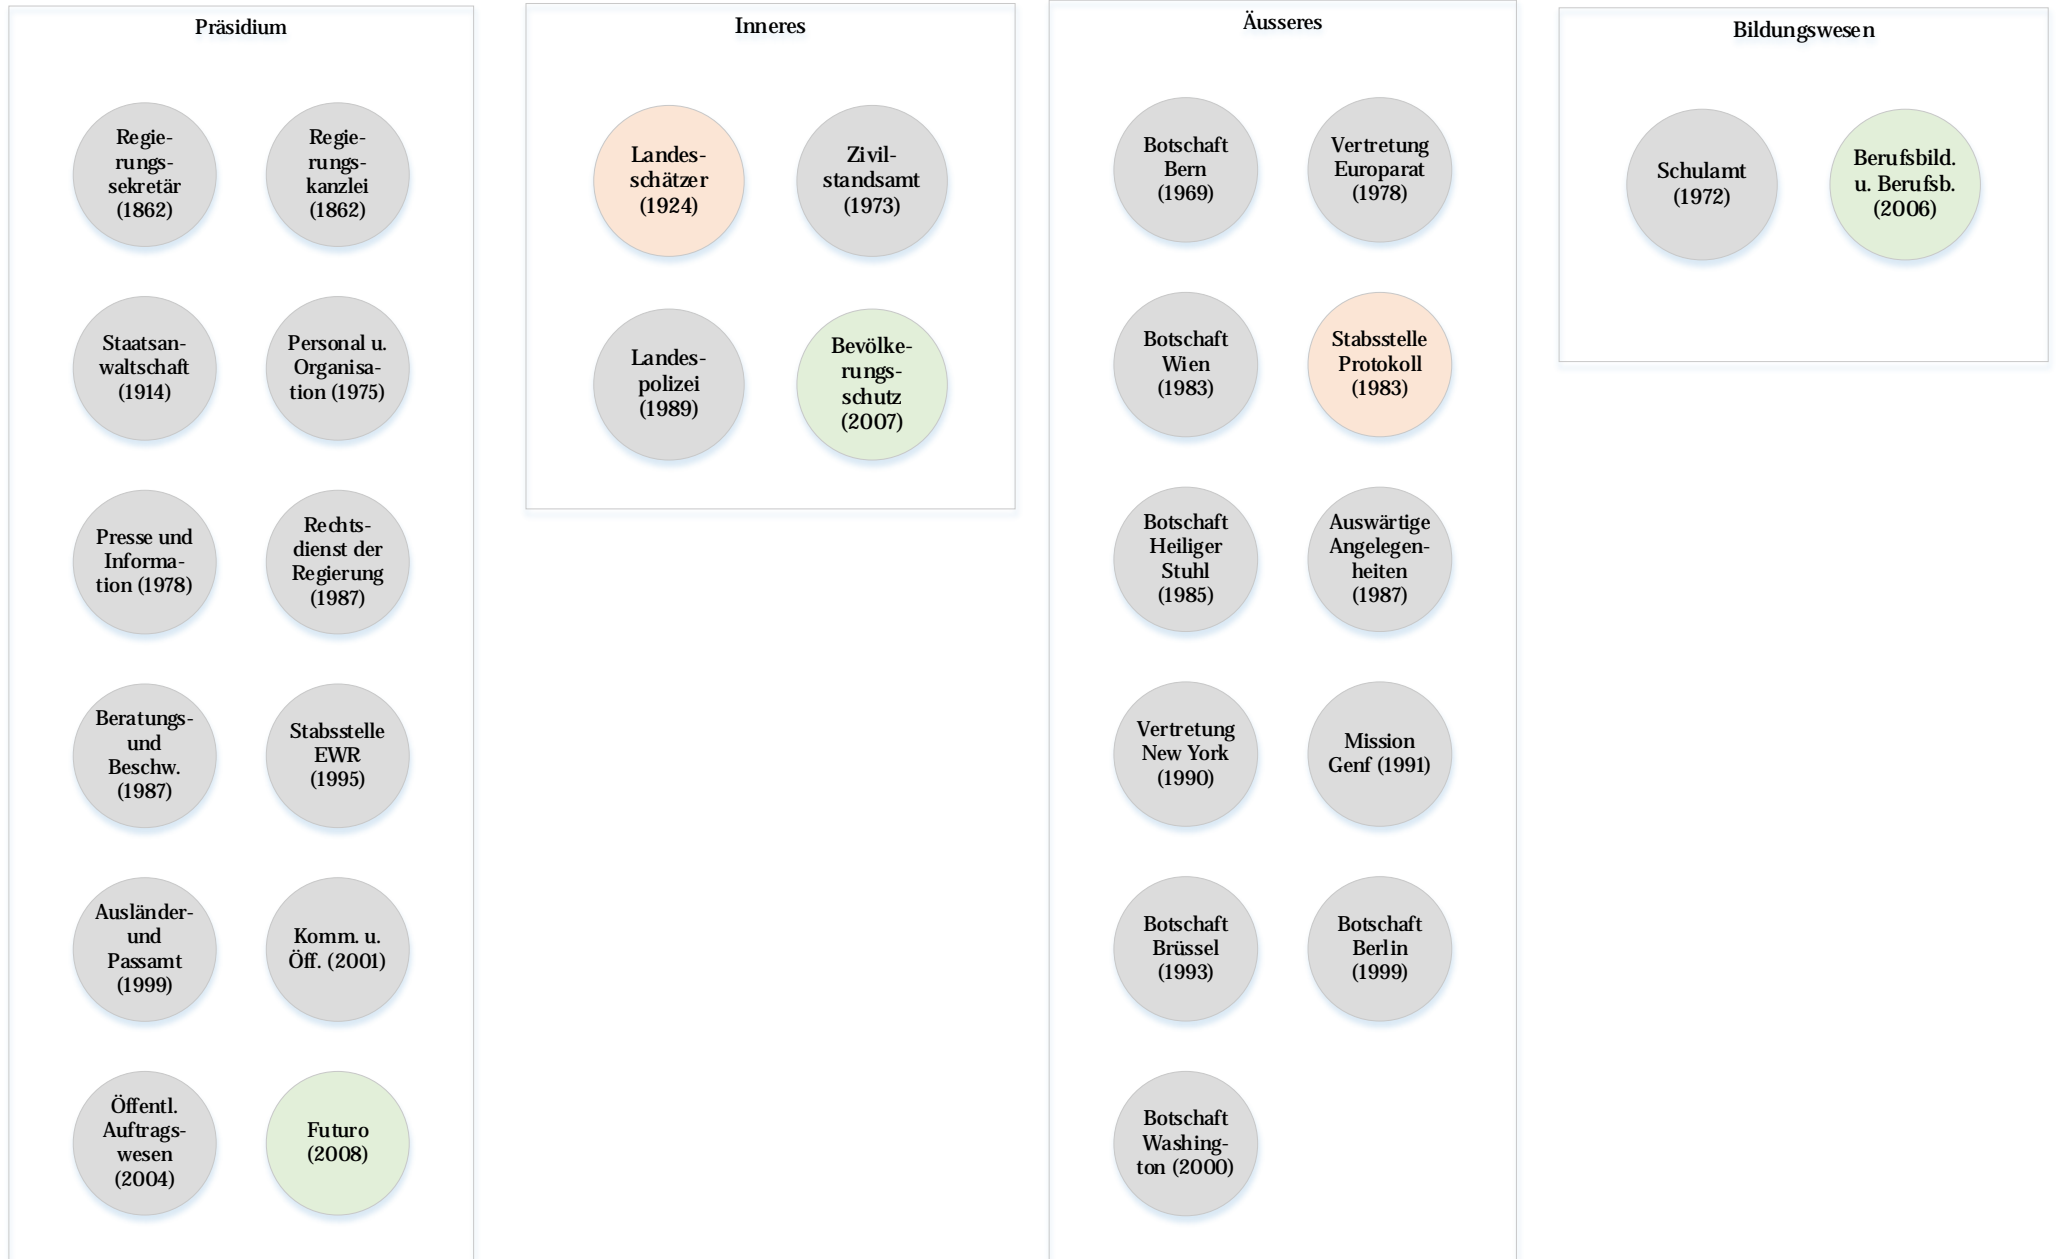 Präsidium
Regie-
rungs-
sekretär
(1862)
Regie-
rungs-
kanzlei
(1862)
Staatsan-
waltschaft
(1914)
Personal u.
Organisa-
tion (1975)
Presse und
Informa-
tion (1978)
Rechts-
dienst der
Regierung
(1987)
Beratungs-
und
Beschw.
(1987)
Stabsstelle
EWR
(1995)
Ausländer-
und
Passamt
(1999)
Komm. u.
Öff. (2001)
Öffentl.
Auftrags-
wesen
(2004)
Futuro
(2008)
Inneres
Landes-
schätzer
(1924)
Zivil-
standsamt
(1973)
Landes-
polizei
(1989)
Bevölke-
rungs-
schutz
(2007)
Äusseres
Botschaft
Bern
(1969)
Vertretung
Europarat
(1978)
Botschaft
Wien
(1983)
Stabsstelle
Protokoll
(1983)
Botschaft
Heiliger
Stuhl
(1985)
Auswärtige
Angelegen-
heiten
(1987)
Vertretung
New York
(1990)
Mission
Genf (1991)
Botschaft
Brüssel
(1993)
Botschaft
Berlin
(1999)
Botschaft
Washing-
ton (2000)
Bildungswesen
Schulamt
(1972)
Berufsbild.
u. Berufsb.
(2006)